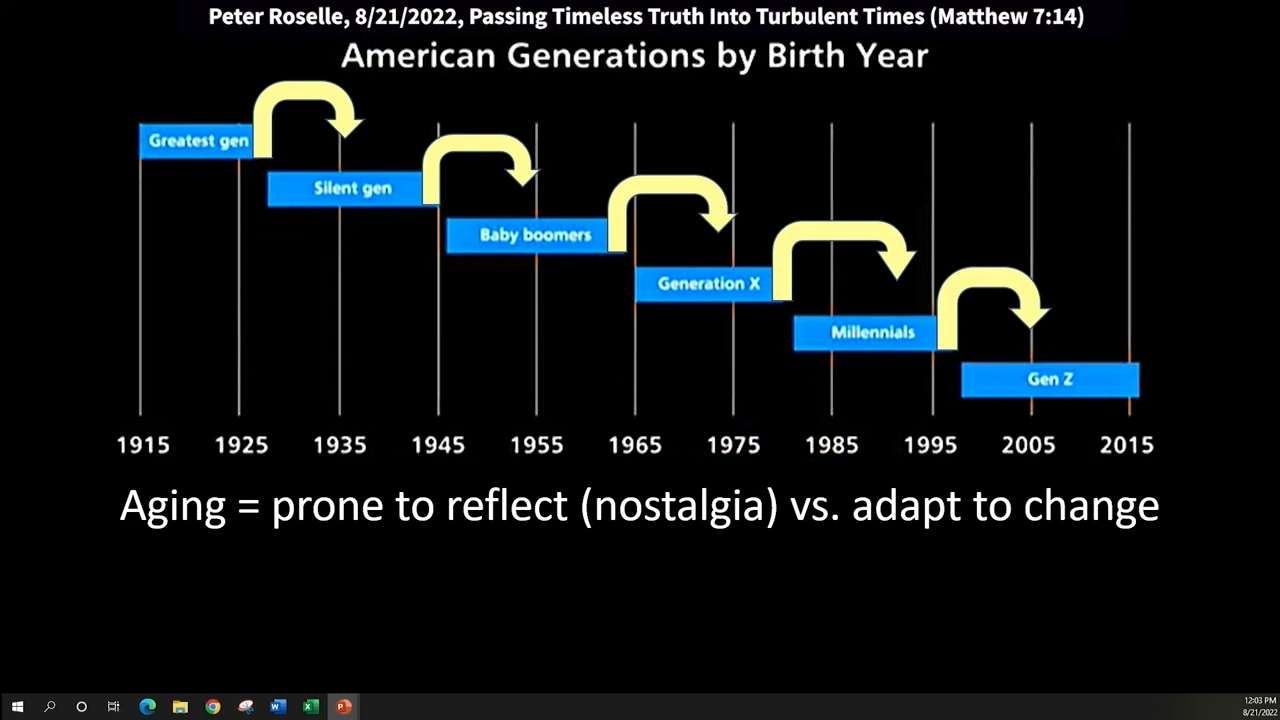 Peter Roselle, 8/21/2022, Passing Timeless Truth Into Turbulent Times (Matthew 7:14)
American Generations by Birth Year
Greatest gen
Silent gen
Baby boomers
Generation X
Millennials
Gen Z
1915 1925 1935 1945 1955 1965 1975 1985 1995 2005 2015
Aging = prone to reflect (nostalgia) vs. adapt to change
12:03 PM
8/21/2022